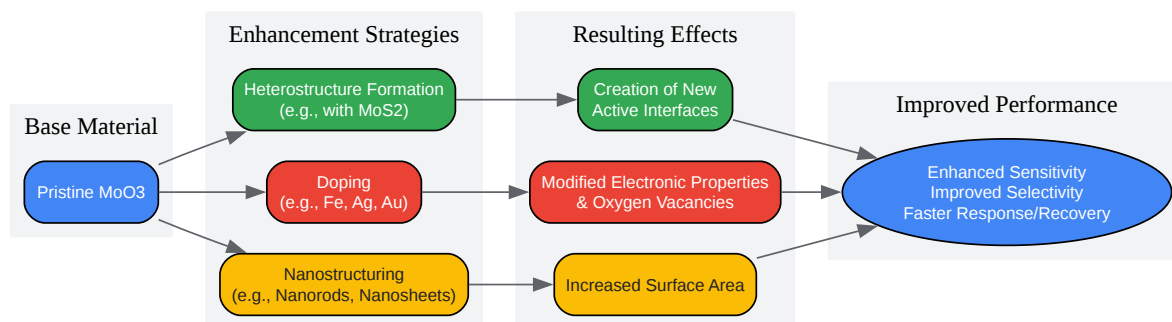 Enhancement Strategies
Resulting Effects
Base Material
Improved Performance
Heterostructure Formation
(e.g., with MoS2)
Creation of New
Active Interfaces
Pristine MoO3
Doping
(e.g., Fe, Ag, Au)
Modified Electronic Properties
& Oxygen Vacancies
Enhanced Sensitivity
Improved Selectivity
Faster Response/Recovery
Nanostructuring
(e.g., Nanorods, Nanosheets)
Increased Surface Area